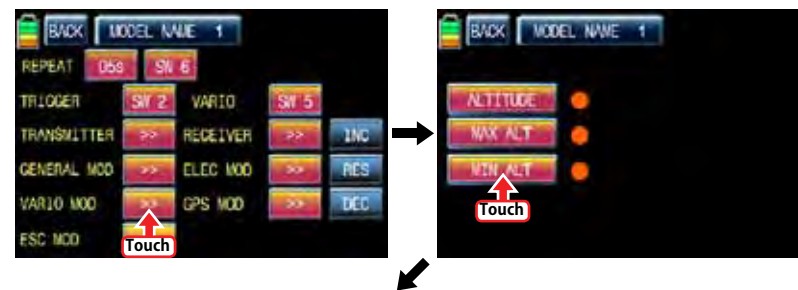 BACK MODEL NAME 1
REPEAT 05s SW 6
TRIGGER SW 2 VARIO SW 5
TRANSMITTER >> RECEIVER >> INC
GENERAL MOD >> ELEC MOD >> RES
VARIO MOD >> GPS MOD >> DEC
ESC MOD
Touch
BACK MODEL NAME 1
ALTITUDE
MAX ALT
MIN ALT
Touch